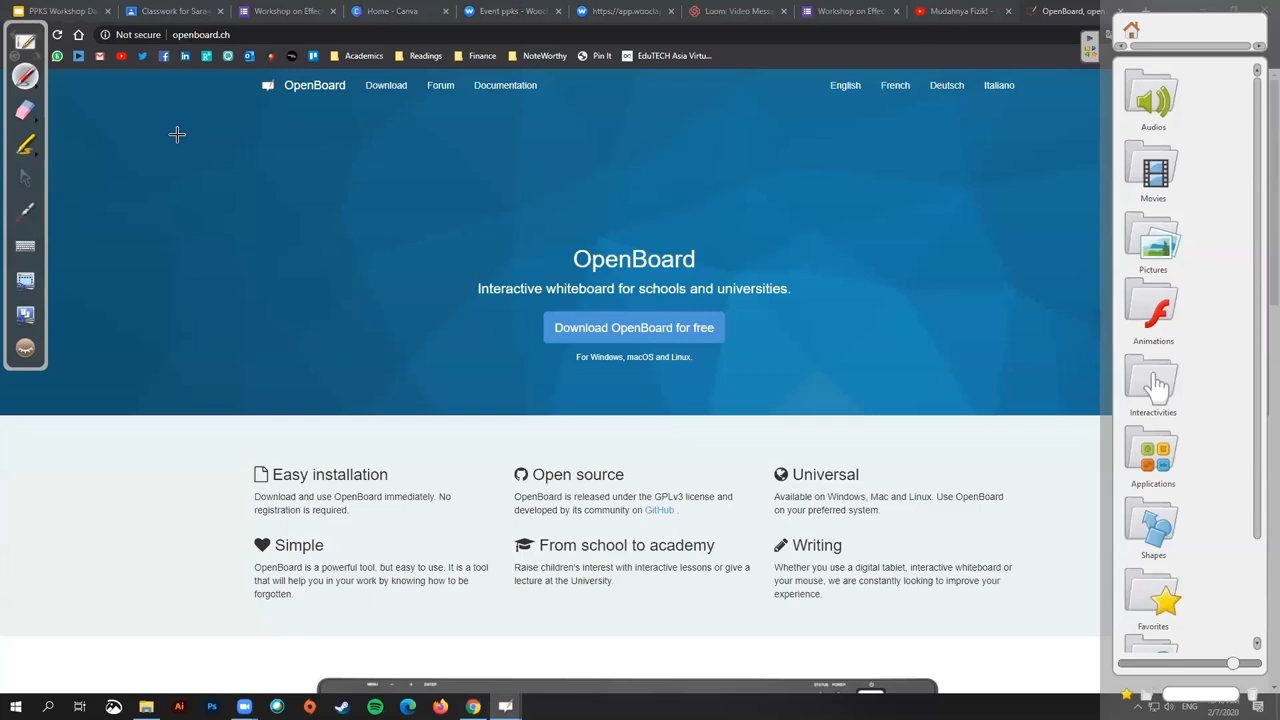 PPKS Workshop De
Classwork for Sare
Workshop on Effec
Home - Canva
Event ppks - Wooc
https://app.woocla
Loom Video Messa
Workshop on Effec
Mudahnya Fizik! -
OpenBoard, open
Not secure
openboard.ch
Academics
Readings
Finance
NoteWorthy
Pin It
EduTECH Asia Virtu...
OpenBoard
Download
Forum
Documentation
English
French
Deutsch
Italiano
OpenBoard
Interactive whiteboard for schools and universities.
Download OpenBoard for free
For Windows, macOS and Linux.
Easy installation
Download and use OpenBoard immediately. No
registration is required.
Open source
OpenBoard is released under the GPLv3 license and
developed by its community on GitHub .
Universal
Available on Windows, Mac and Linux. Use OpenBoard
on your preferred system.
Simple
OpenBoard is a powerful tool, but easy to use. It is a tool
that will help you in your work by knowing how to be
forgotten.
From school to academy
Raise children's interest with interactive lessons or give a
lecture at the University.
Writing
Whether you use a digital tablet, interactive whiteboard or
your mouse, we are constantly looking to improve your
experience.
MENU
ENTER
STATUS POWER
Audios
Movies
Pictures
Animations
Interactivities
Applications
Shapes
Favorites
Ai
Ps
ENG
2/7/2020